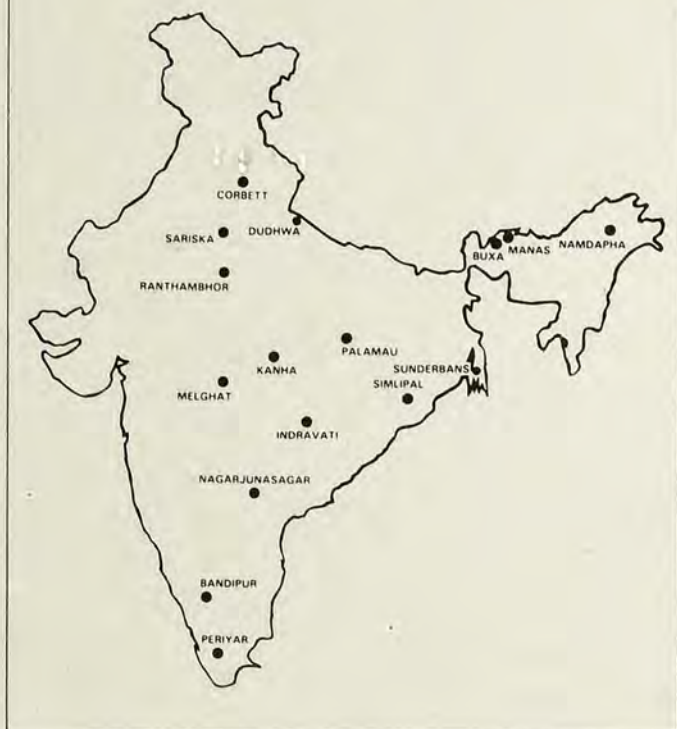 CORBETT
DUDHWA
SARISKA
RANTHAMBHOR
BUXA
MANAS
NAMDAPHA
PALAMAU
KANHA
SUNDERBANS
SIMLIPAL
MELGHAT
INDRAVATI
NAGARJUNASAGAR
BANDIPUR
PERIYAR